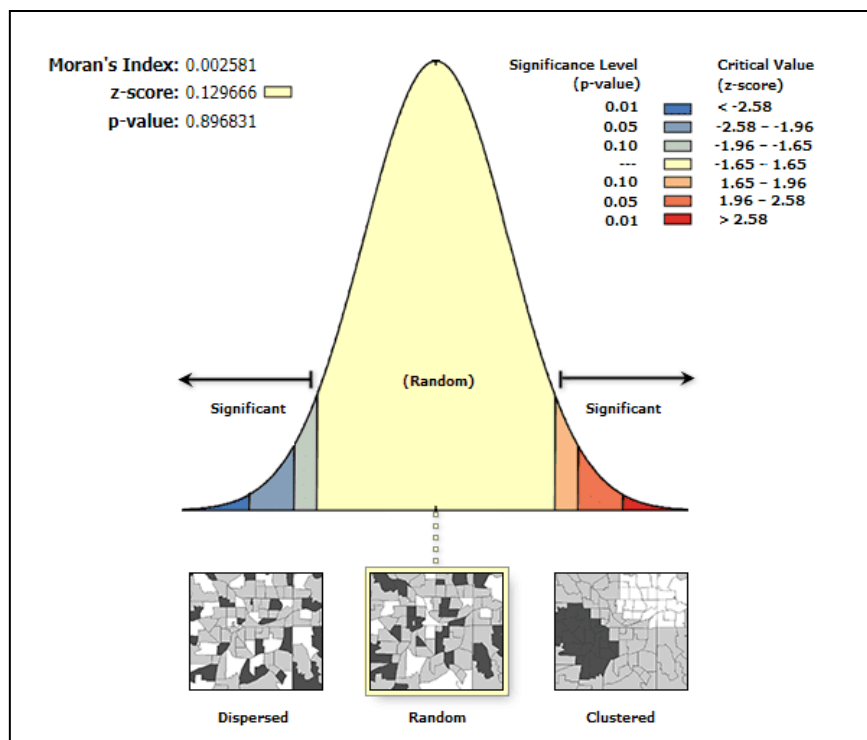 Moran's Index: 0.002581
z-score: 0.129666
p-value: 0.896831
Significance Level
(p-value)
Critical Value
(z-score)
0.01 < -2.58
0.05 -2.58 – -1.96
0.10 -1.96 – -1.65
--- -1.65 – 1.65
0.10 1.65 – 1.96
0.05 1.96 – 2.58
0.01 > 2.58
(Random)
Significant
Significant
Dispersed
Random
Clustered